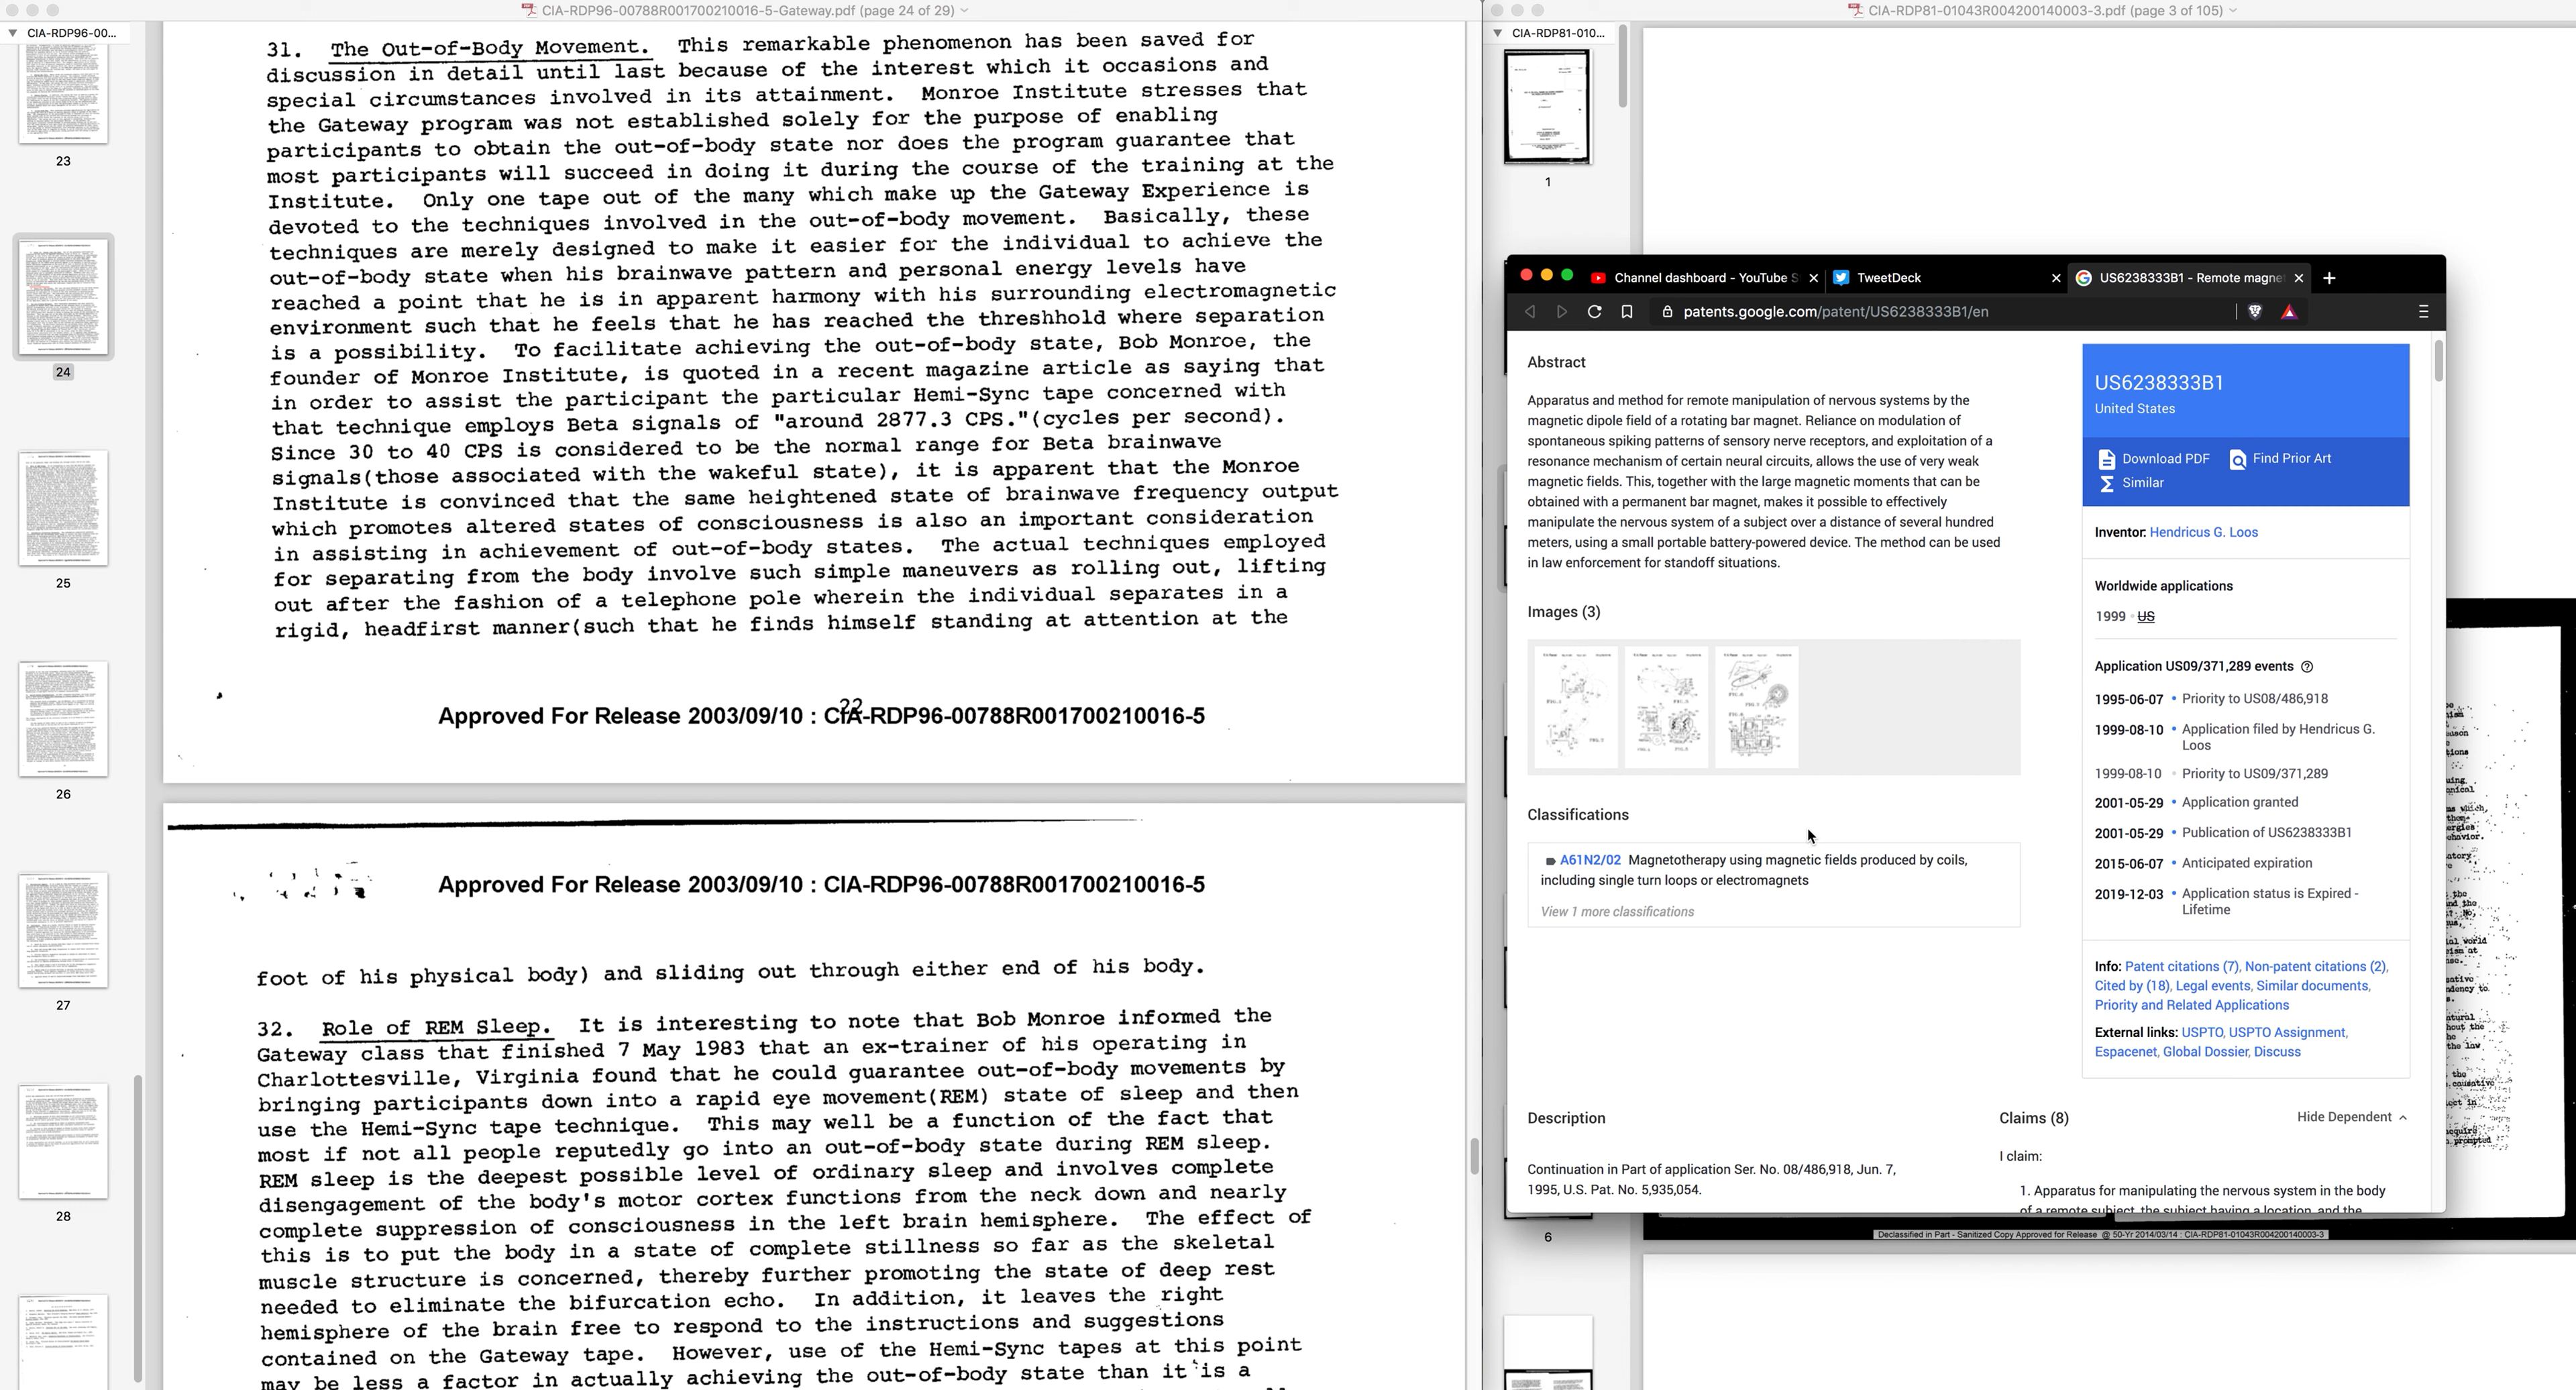 CIA-RDP96-00788R001700210016-5-Gateway.pdf (page 24 of 29)
CIA-RDP96-00...
23
24
25
26
27
28
31. The Out-of-Body Movement. This remarkable phenomenon has been saved for
discussion in detail until last because of the interest which it occasions and
special circumstances involved in its attainment. Monroe Institute stresses that
the Gateway program was not established solely for the purpose of enabling
participants to obtain the out-of-body state nor does the program guarantee that
most participants will succeed in doing it during the course of the training at the
Institute. Only one tape out of the many which make up the Gateway Experience is
devoted to the techniques involved in the out-of-body movement. Basically, these
techniques are merely designed to make it easier for the individual to achieve the
out-of-body state when his brainwave pattern and personal energy levels have
reached a point that he is in apparent harmony with his surrounding electromagnetic
environment such that he feels that he has reached the threshhold where separation
is a possibility. To facilitate achieving the out-of-body state, Bob Monroe, the
founder of Monroe Institute, is quoted in a recent magazine article as saying that
in order to assist the participant the particular Hemi-Sync tape concerned with
that technique employs Beta signals of "around 2877.3 CPS."(cycles per second).
Since 30 to 40 CPS is considered to be the normal range for Beta brainwave
signals(those associated with the wakeful state), it is apparent that the Monroe
Institute is convinced that the same heightened state of brainwave frequency output
which promotes altered states of consciousness is also an important consideration
in assisting in achievement of out-of-body states. The actual techniques employed
for separating from the body involve such simple maneuvers as rolling out, lifting
out after the fashion of a telephone pole wherein the individual separates in a
rigid, headfirst manner(such that he finds himself standing at attention at the
22
Approved For Release 2003/09/10 : CIA-RDP96-00788R001700210016-5
Approved For Release 2003/09/10 : CIA-RDP96-00788R001700210016-5
foot of his physical body) and sliding out through either end of his body.
32. Role of REM Sleep. It is interesting to note that Bob Monroe informed the
Gateway class that finished 7 May 1983 that an ex-trainer of his operating in
Charlottesville, Virginia found that he could guarantee out-of-body movements by
bringing participants down into a rapid eye movement(REM) state of sleep and then
use the Hemi-Sync tape technique. This may well be a function of the fact that
most if not all people reputedly go into an out-of-body state during REM sleep.
REM sleep is the deepest possible level of ordinary sleep and involves complete
disengagement of the body's motor cortex functions from the neck down and nearly
complete suppression of consciousness in the left brain hemisphere. The effect of
this is to put the body in a state of complete stillness so far as the skeletal
muscle structure is concerned, thereby further promoting the state of deep rest
needed to eliminate the bifurcation echo. In addition, it leaves the right
hemisphere of the brain free to respond to the instructions and suggestions
contained on the Gateway tape. However, use of the Hemi-Sync tapes at this point
may be less a factor in actually achieving the out-of-body state than it is a
CIA-RDP81-01043R004200140003-3.pdf (page 3 of 105)
CIA-RDP81-010...
1
6
Channel dashboard - YouTube S
TweetDeck
US6238333B1 - Remote magne
patents.google.com/patent/US6238333B1/en
Abstract
Apparatus and method for remote manipulation of nervous systems by the
magnetic dipole field of a rotating bar magnet. Reliance on modulation of
spontaneous spiking patterns of sensory nerve receptors, and exploitation of a
resonance mechanism of certain neural circuits, allows the use of very weak
magnetic fields. This, together with the large magnetic moments that can be
obtained with a permanent bar magnet, makes it possible to effectively
manipulate the nervous system of a subject over a distance of several hundred
meters, using a small portable battery-powered device. The method can be used
in law enforcement for standoff situations.
Images (3)
Classifications
A61N2/02 Magnetotherapy using magnetic fields produced by coils,
including single turn loops or electromagnets
View 1 more classifications
US6238333B1
United States
Download PDF Find Prior Art
Similar
Inventor: Hendricus G. Loos
Worldwide applications
1999 US
Application US09/371,289 events
1995-06-07 • Priority to US08/486,918
1999-08-10 • Application filed by Hendricus G.
Loos
1999-08-10 • Priority to US09/371,289
2001-05-29 • Application granted
2001-05-29 • Publication of US6238333B1
2015-06-07 • Anticipated expiration
2019-12-03 • Application status is Expired -
Lifetime
Info: Patent citations (7), Non-patent citations (2),
Cited by (18), Legal events, Similar documents,
Priority and Related Applications
External links: USPTO, USPTO Assignment,
Espacenet, Global Dossier, Discuss
Description
Continuation in Part of application Ser. No. 08/486,918, Jun. 7,
1995, U.S. Pat. No. 5,935,054.
Claims (8)
Hide Dependent
I claim:
1. Apparatus for manipulating the nervous system in the body
of a remote subject, the subject having a location, and the
Declassified in Part - Sanitized Copy Approved for Release @ 50-Yr 2014/03/14 : CIA-RDP81-01043R004200140003-3